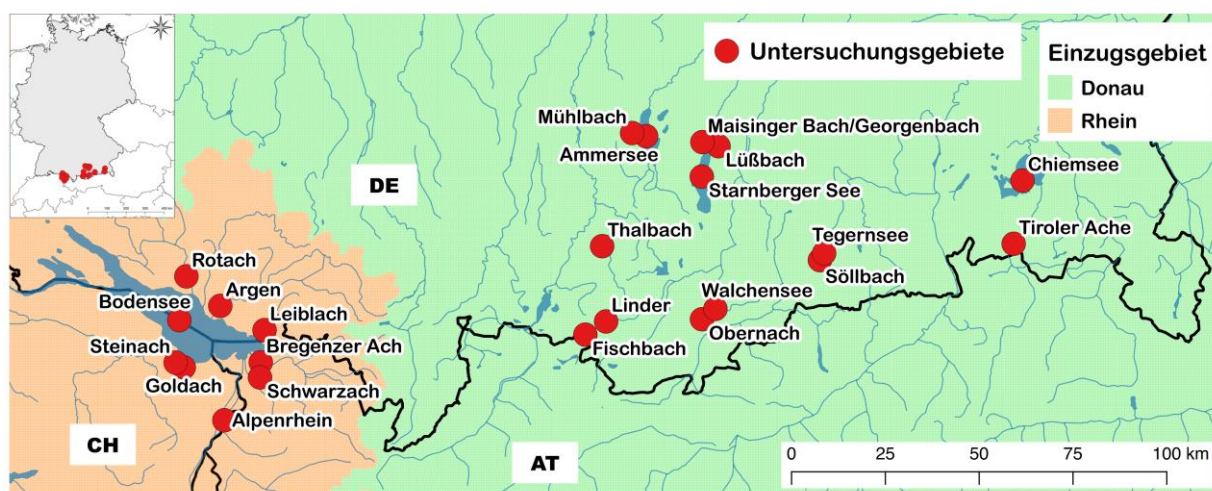 Untersuchungsgebiete
Einzugsgebiet
Donau
Rhein
Mühlbach
Ammersee
Maisinger Bach/Georgenbach
Lüßbach
Starnberger See
Chiemsee
DE
Thalbach
Tegernsee
Söllbach
Tiroler Ache
Rotach
Argen
Bodensee
Leiblach
Linder
Walchensee
Obernach
Fischbach
Steinach
Bregenzer Ach
Goldach
Schwarzach
Alpenrhein
CH
AT
0 25 50 75 100 km